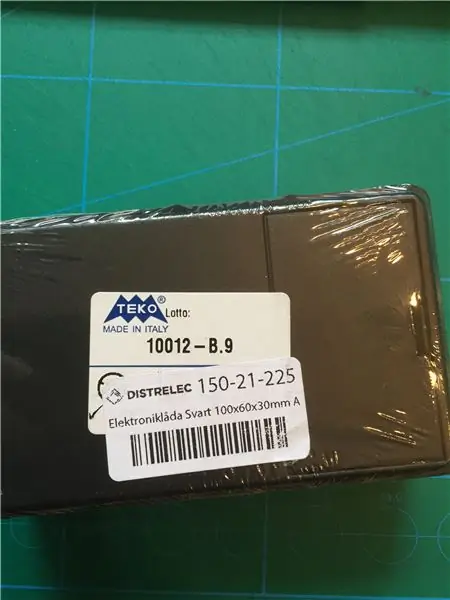 TEKO®
Lotto:
MADE IN ITALY
10012-B.9
DISTRELEC 150-21-225
Elektroniklåda Svart 100x60x30mm A